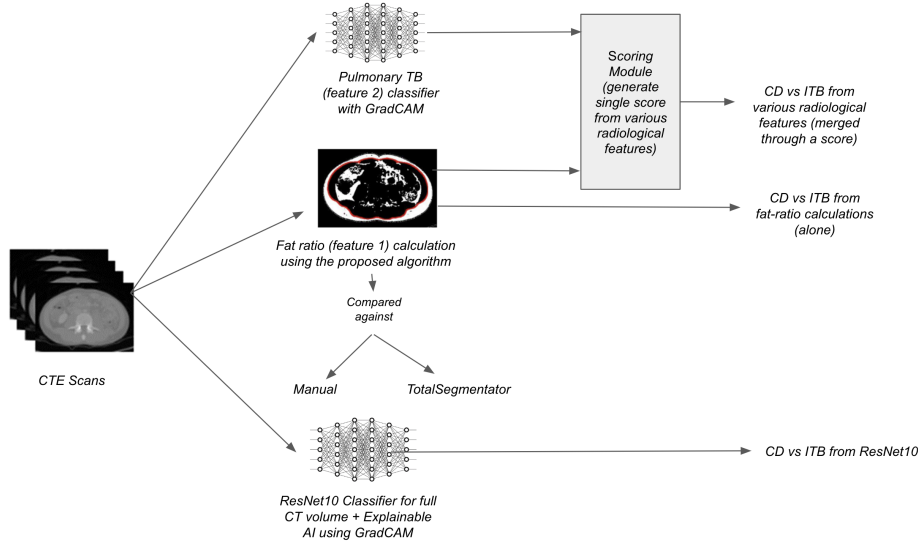 Pulmonary TB
(feature 2) classifier
with GradCAM
Scoring
Module
(generate
single score
from various
radiological
features)
CD vs ITB from
various radiological
features (merged
through a score)
CD vs ITB from
fat-ratio calculations
(alone)
Fat ratio (feature 1) calculation
using the proposed algorithm
Compared
against
Manual
TotalSegmentator
CTE Scans
CD vs ITB from ResNet10
ResNet10 Classifier for full
CT volume + Explainable
AI using GradCAM